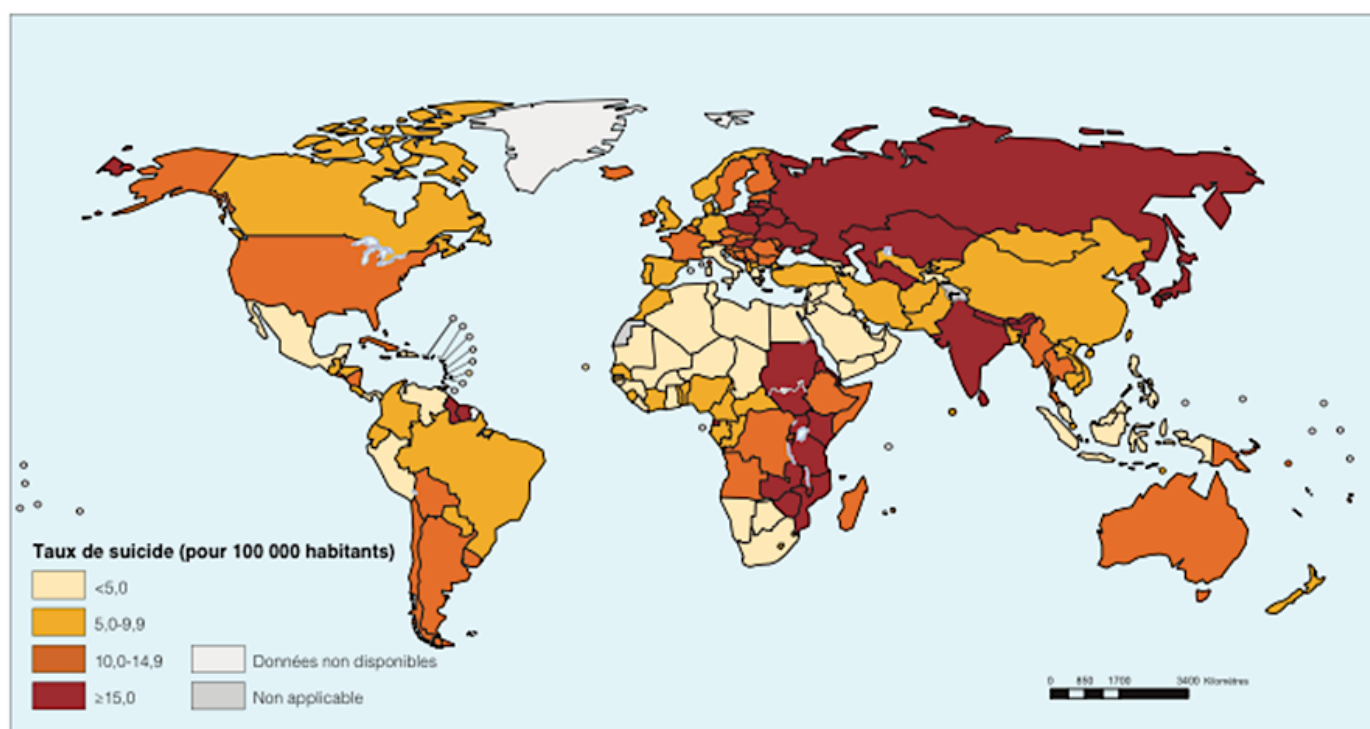 Taux de suicide (pour 100 000 habitants)
<5,0
5,0-9,9
10,0-14,9 Données non disponibles
≥15,0 Non applicable
0 850 1700 3400 Kilomètres